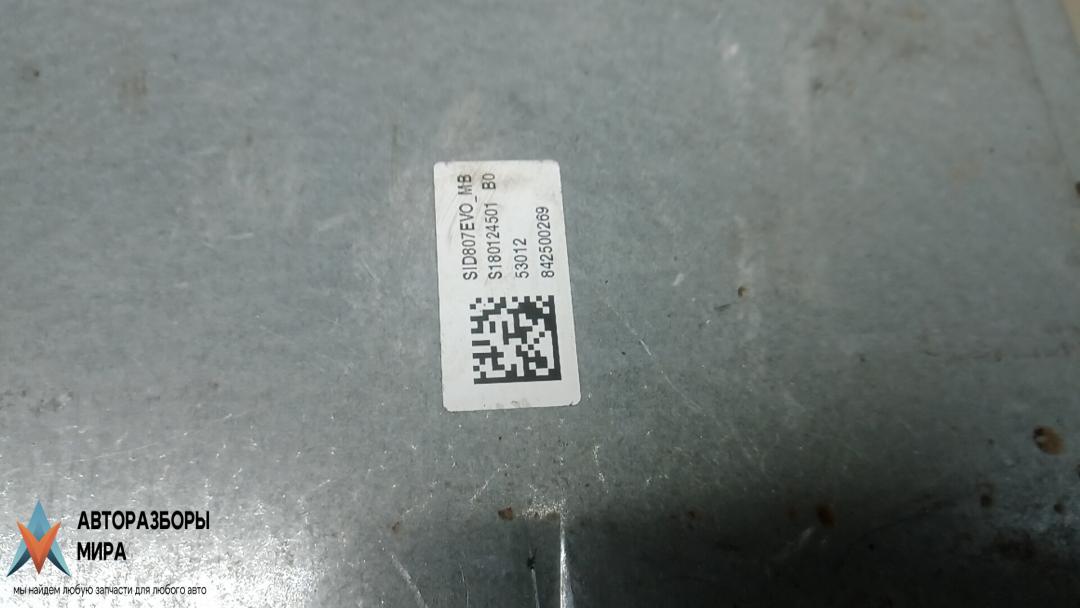 SID807EVO_MB
S180124501 B0
53012
842500269
АВТОРАЗБОРЫ
МИРА
мы найдем любую запчасти для любого авто